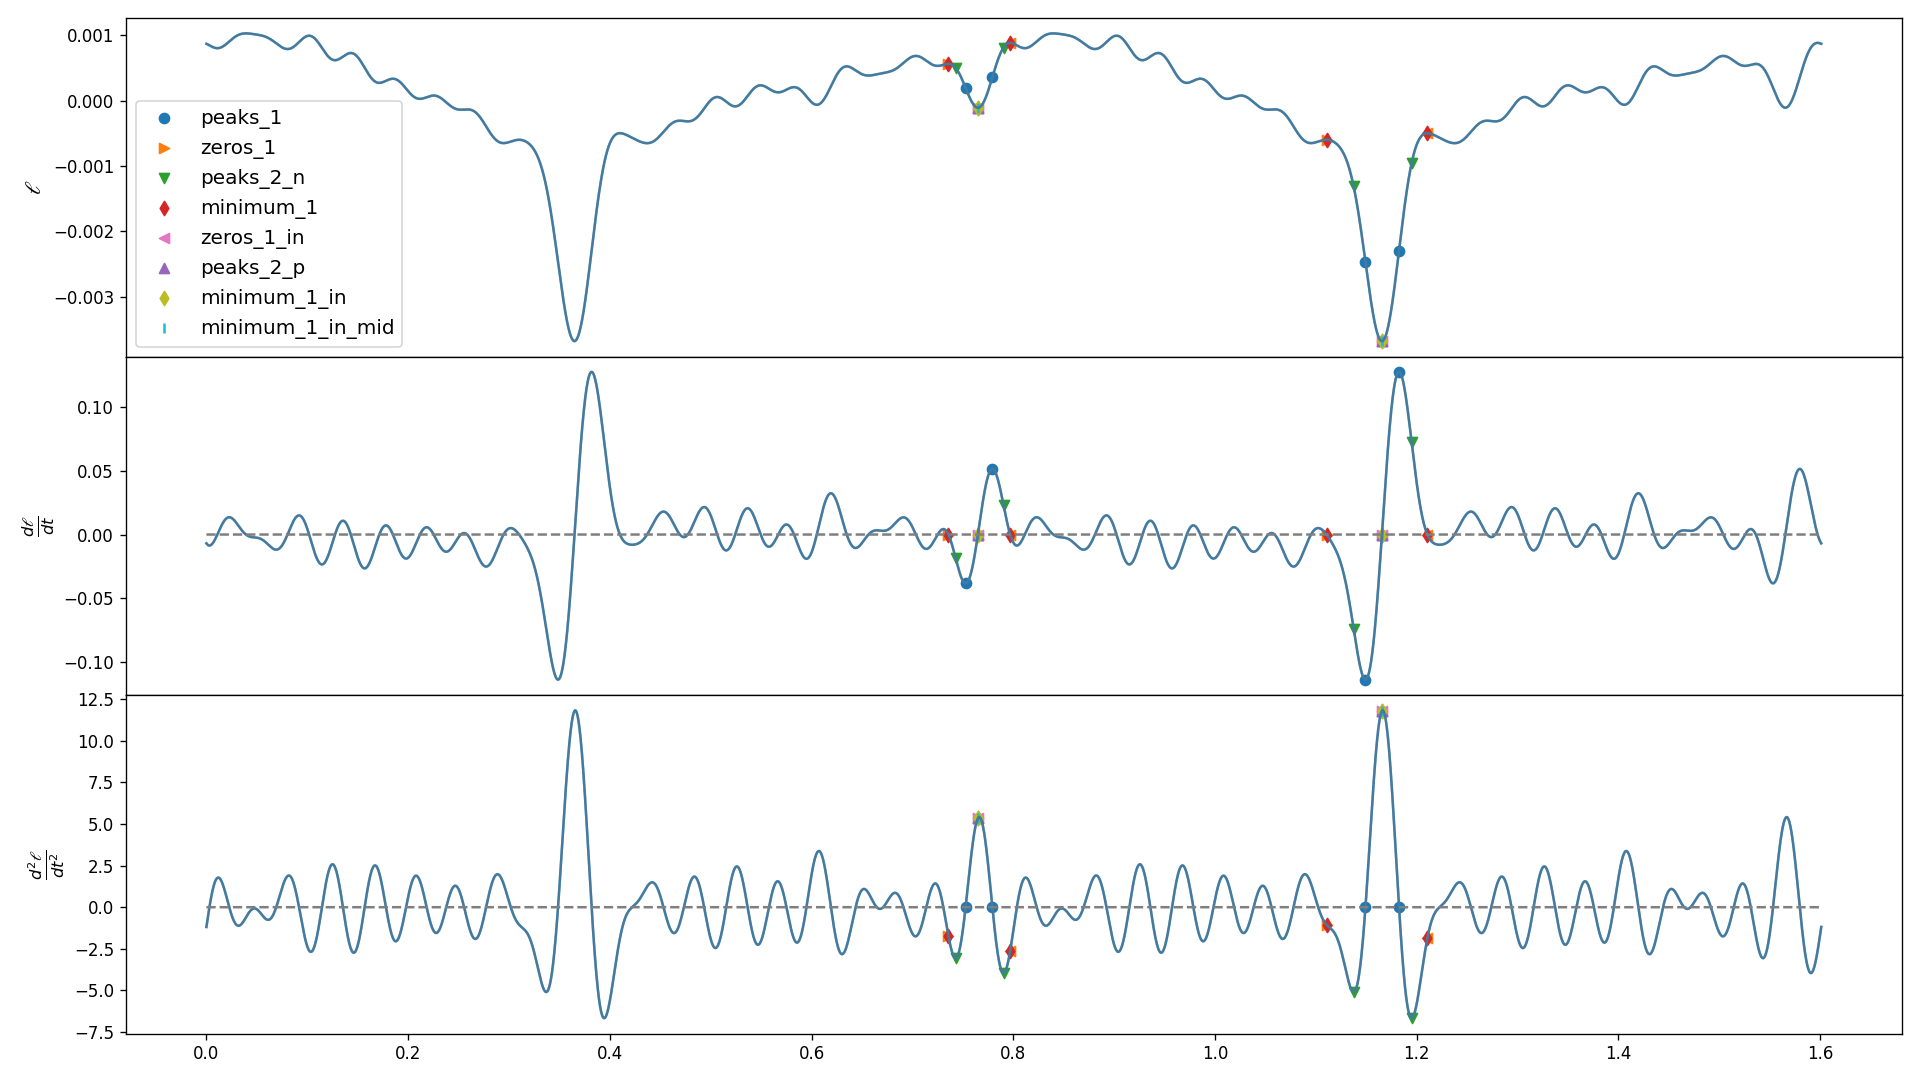 0.001
0.000
−0.001
−0.002
−0.003
ℓ
peaks_1
zeros_1
peaks_2_n
minimum_1
zeros_1_in
peaks_2_p
minimum_1_in
minimum_1_in_mid
0.10
0.05
0.00
−0.05
−0.10
dℓ
dt
12.5
10.0
7.5
5.0
2.5
0.0
−2.5
−5.0
−7.5
d²ℓ
dt²
0.0 0.2 0.4 0.6 0.8 1.0 1.2 1.4 1.6